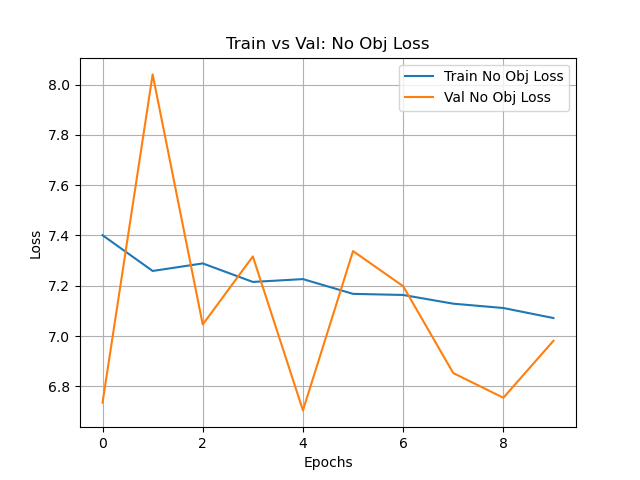 Train vs Val: No Obj Loss
Train No Obj Loss
Val No Obj Loss
8.0
7.8
7.6
7.4
7.2
7.0
6.8
Loss
0 2 4 6 8
Epochs